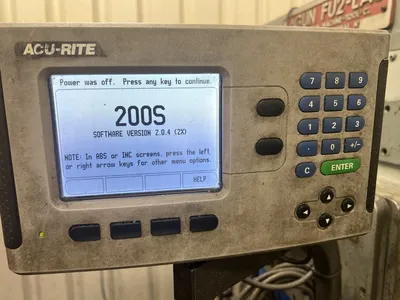 GUN FU2-C
ACU-RITE
Power was off. Press any key to continue.
200S
SOFTWARE VERSION 2.0.4 (2X)
NOTE: In ABS or INC screens, press the left
or right arrow keys for other menu options.
HELP
7 8 9
4 5 6
1 2 3
. 0 +/-
C ENTER